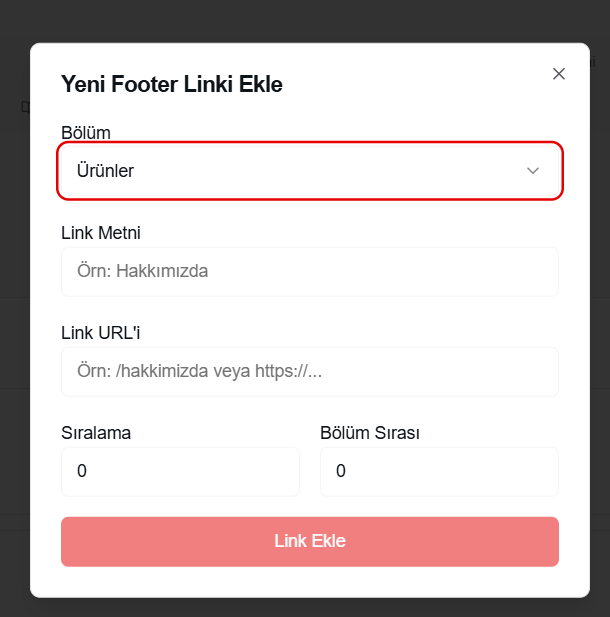 Yeni Footer Linki Ekle
Bölüm
Ürünler
Link Metni
Örn: Hakkımızda
Link URL'i
Örn: /hakkimizda veya https://...
Sıralama
Bölüm Sırası
0
0
Link Ekle